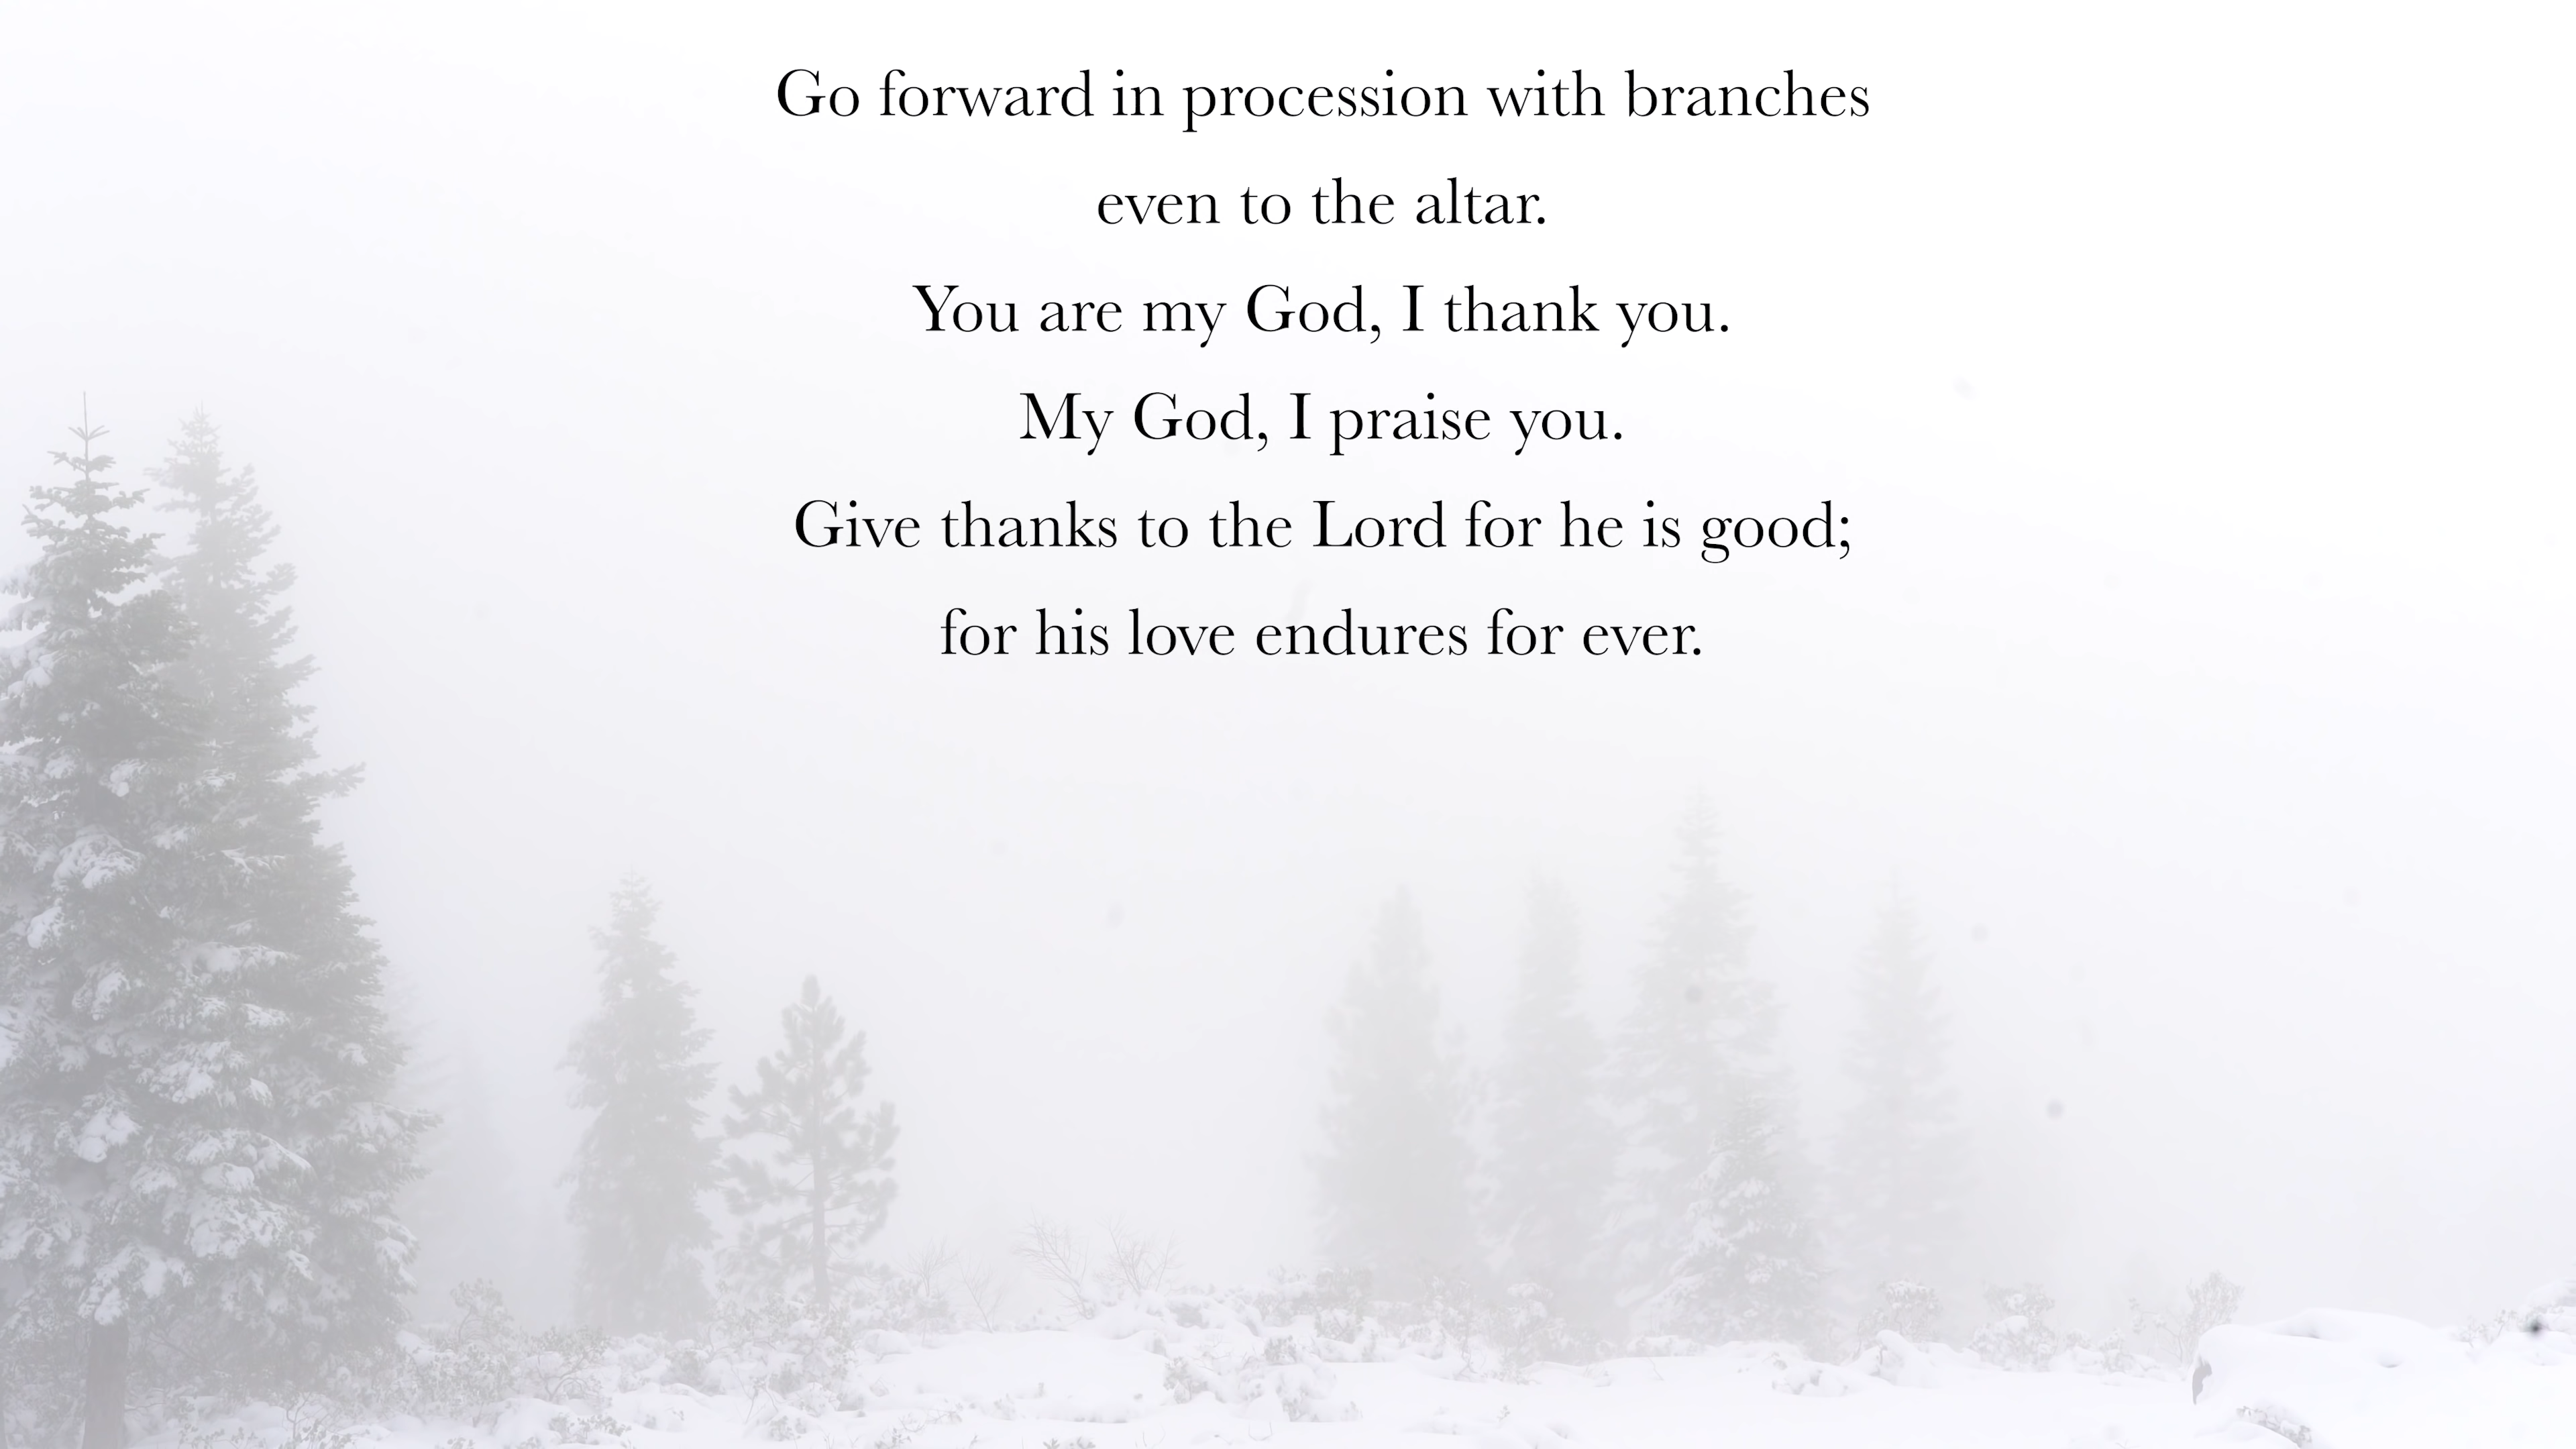 Go forward in procession with branches
even to the altar.
You are my God, I thank you.
My God, I praise you.
Give thanks to the Lord for he is good;
for his love endures for ever.